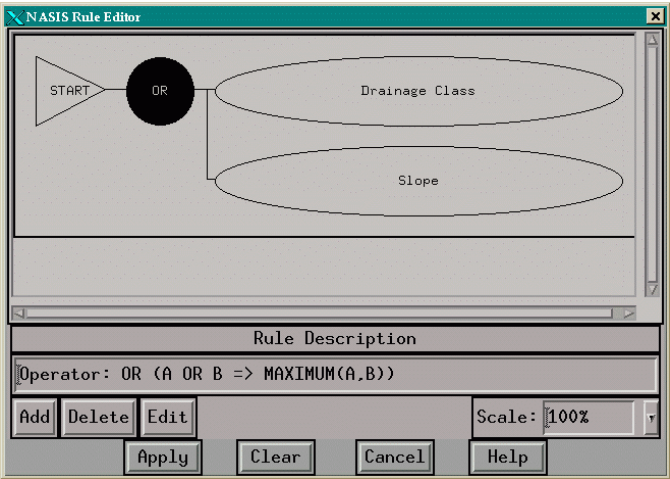 NASIS Rule Editor
START
OR
Drainage Class
Slope
Rule Description
Operator: OR (A OR B => MAXIMUM(A,B))
Add Delete Edit Scale: 100%
Apply Clear Cancel Help